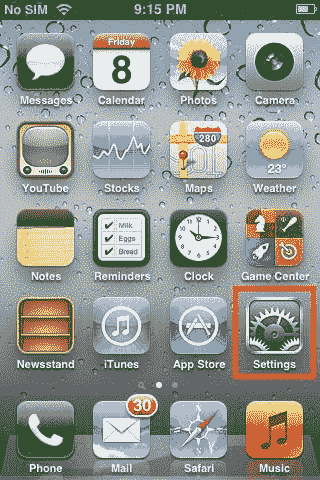 No SIM 9:15 PM
Friday
8
Messages Calendar Photos Camera
280
23°
YouTube Stocks Maps Weather
Milk
Eggs
Bread
Notes Reminders Clock Game Center
Newsstand iTunes App Store Settings
30
Phone Mail Safari Music